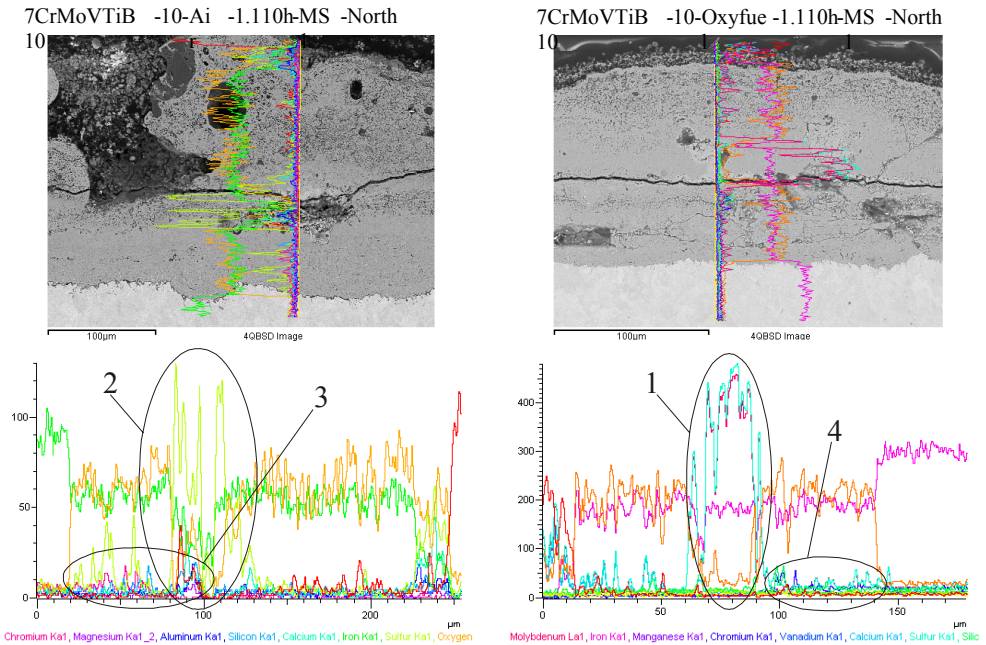 7CrMoVTiB -10-Ai -1.110h-MS -North
10
100µm 4QBSD Image
2
3
100
50
0
0 100 200
µm
Chromium Ka1, Magnesium Ka1_2, Aluminum Ka1, Silicon Ka1, Calcium Ka1, Iron Ka1, Sulfur Ka1, Oxygen
7CrMoVTiB -10-Oxyfue -1.110h-MS -North
10
100µm 4QBSD Image
1
4
400
300
200
100
0
0 50 100 150
µm
Molybdenum La1, Iron Ka1, Manganese Ka1, Chromium Ka1, Vanadium Ka1, Calcium Ka1, Sulfur Ka1, Silic